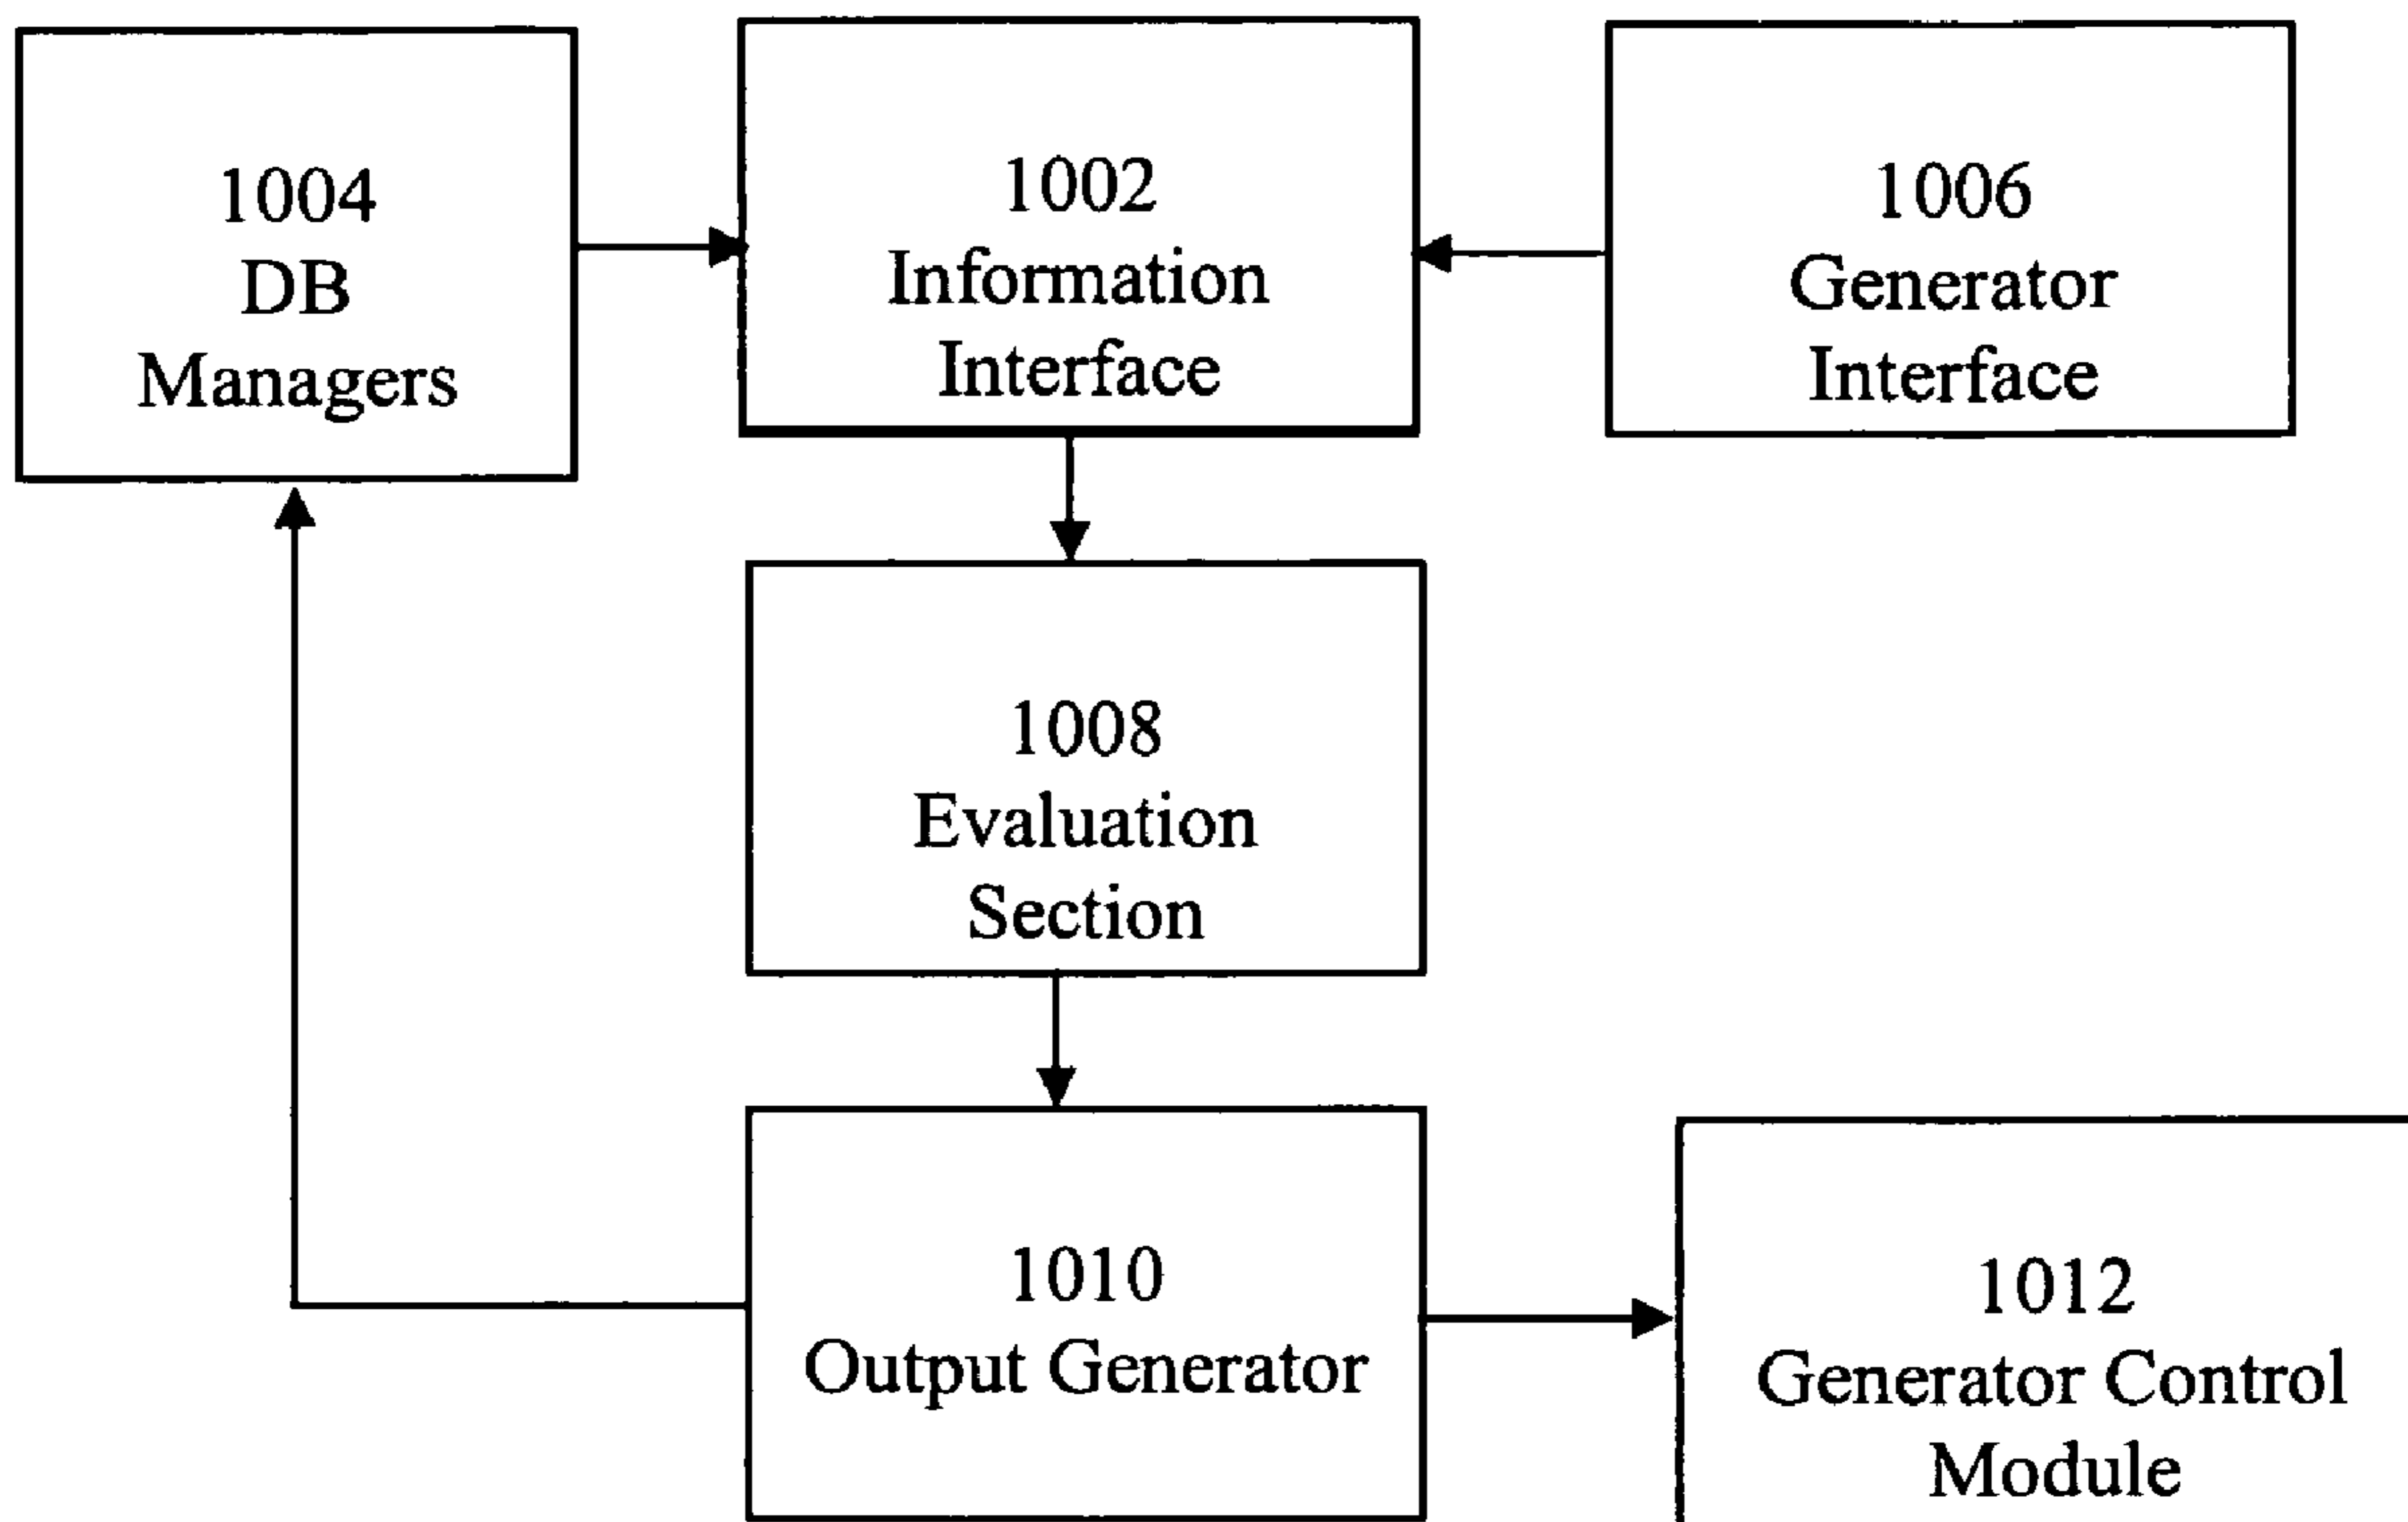 1004
DB
Managers
1002
Information
Interface
1006
Generator
Interface
1008
Evaluation
Section
1010
Output Generator
1012
Generator Control
Module